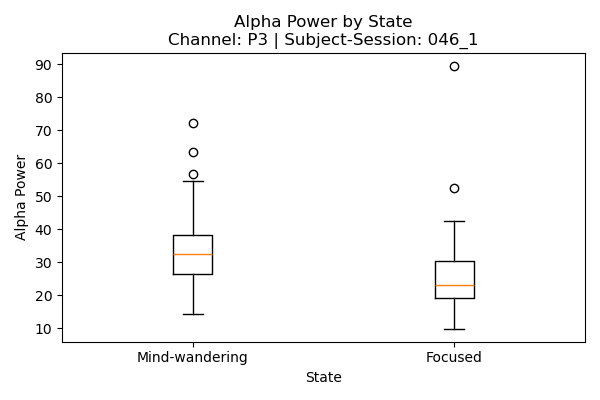 Alpha Power by State
Channel: P3 | Subject-Session: 046_1
Alpha Power
90
80
70
60
50
40
30
20
10
Mind-wandering
Focused
State